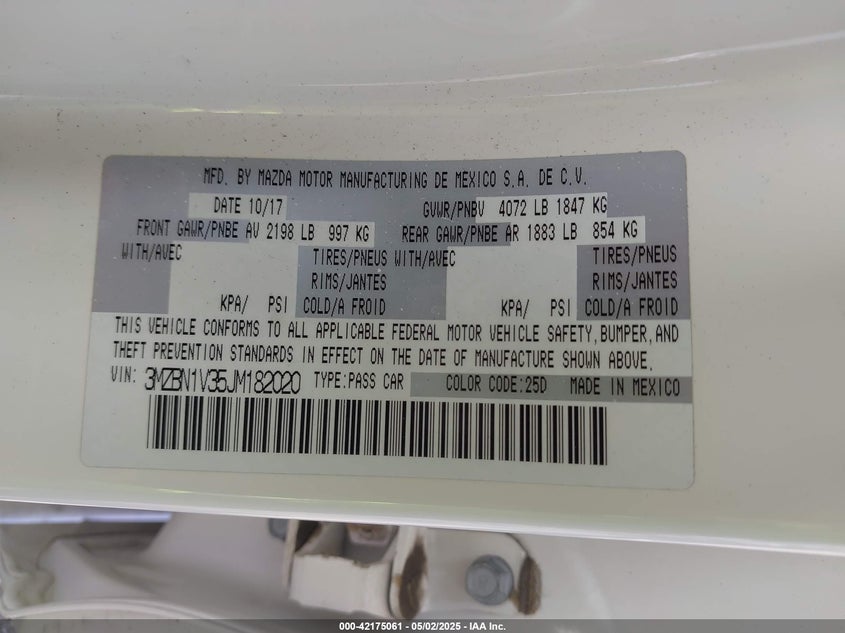 MFD. BY MAZDA MOTOR MANUFACTURING DE MEXICO S.A. DE C.V.
DATE 10/17 GVWR/PNBV 4072 LB 1847 KG
FRONT GAWR/PNBE AV 2198 LB 997 KG REAR GAWR/PNBE AR 1883 LB 854 KG
WITH/AVEC TIRES/PNEUS WITH/AVEC TIRES/PNEUS
RIMS/JANTES RIMS/JANTES
KPA/ PSI COLD/A FROID KPA/ PSI COLD/A FROID
THIS VEHICLE CONFORMS TO ALL APPLICABLE FEDERAL MOTOR VEHICLE SAFETY, BUMPER, AND
THEFT PREVENTION STANDARDS IN EFFECT ON THE DATE OF MANUFACTURE SHOWN ABOVE.
VIN: 3MZBN1V35JM182020 TYPE:PASS CAR COLOR CODE:25D MADE IN MEXICO
000-42175061 - 05/02/2025 - IAA Inc.